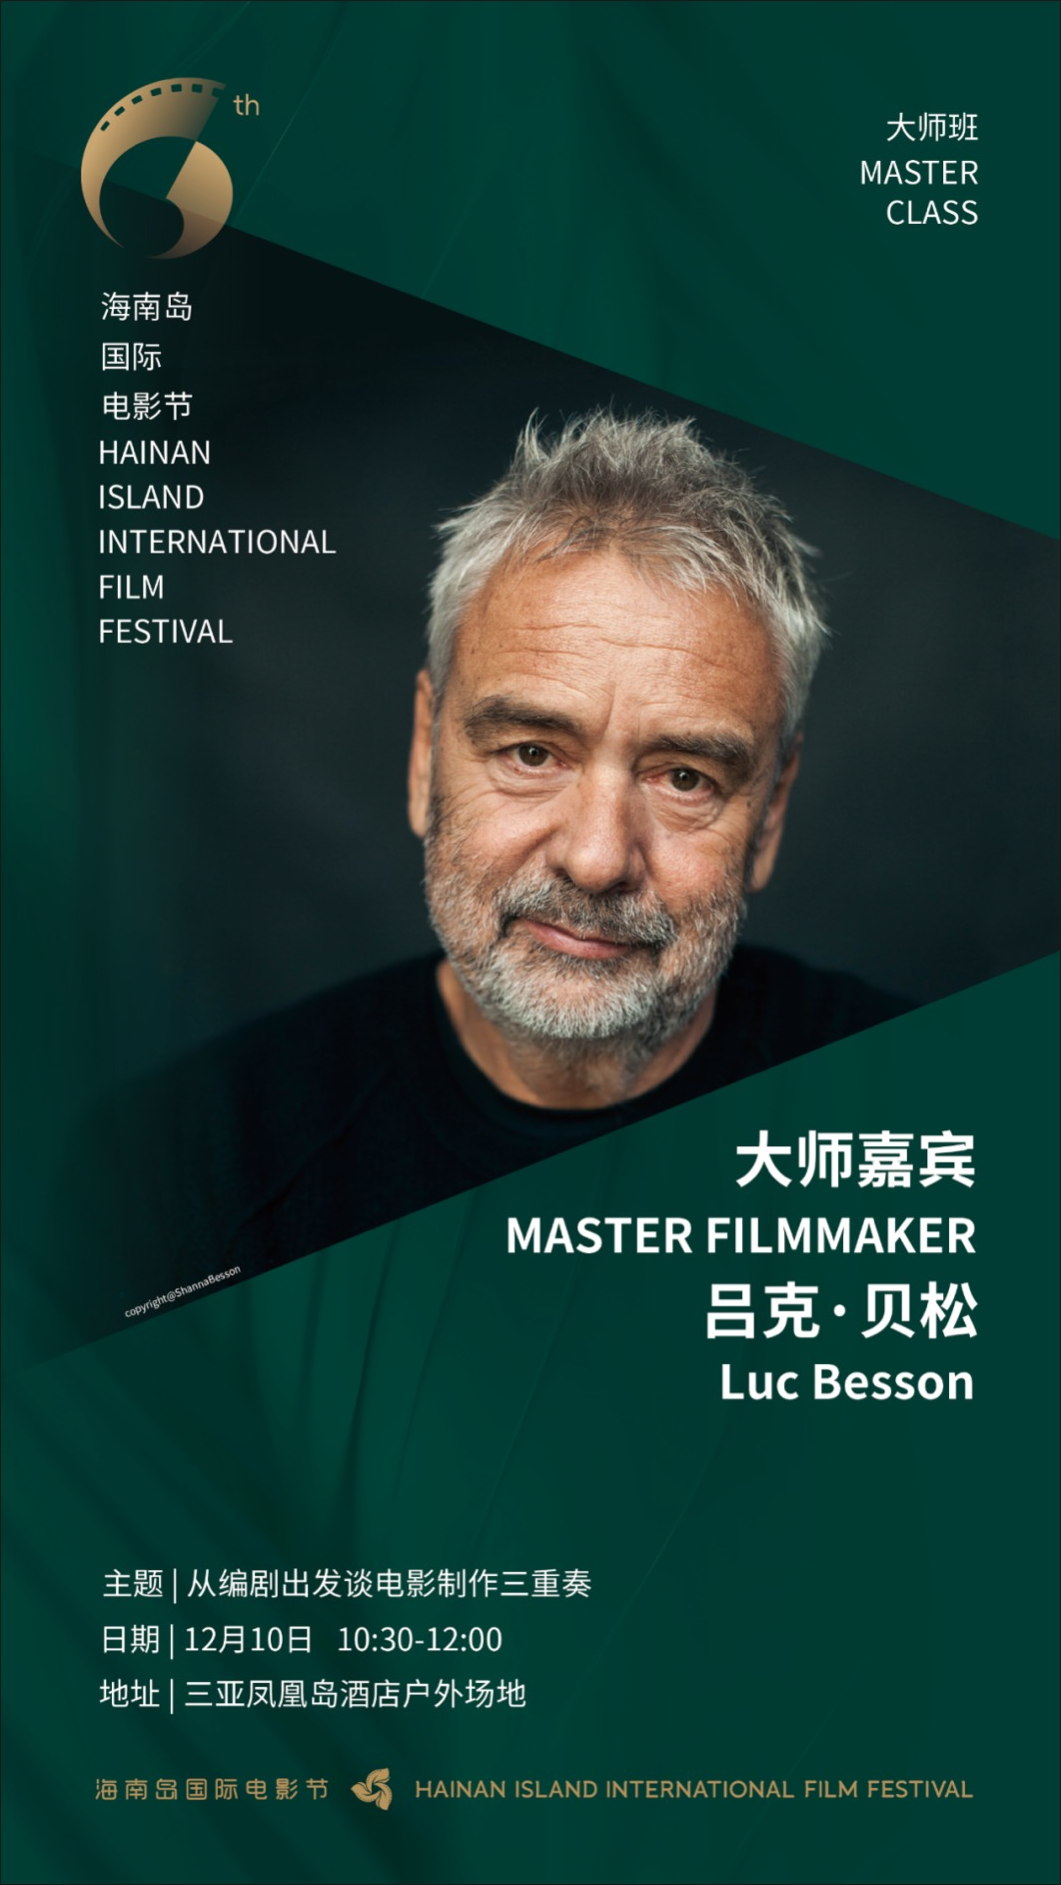 6th
大师班
MASTER
CLASS
海南岛
国际
电影节
HAINAN
ISLAND
INTERNATIONAL
FILM
FESTIVAL
copyright@ShannaBesson
大师嘉宾
MASTER FILMMAKER
吕克·贝松
Luc Besson
主题 | 从编剧出发谈电影制作三重奏
日期 | 12月10日 10:30-12:00
地址 | 三亚凤凰岛酒店户外场地
海南岛国际电影节 HAINAN ISLAND INTERNATIONAL FILM FESTIVAL